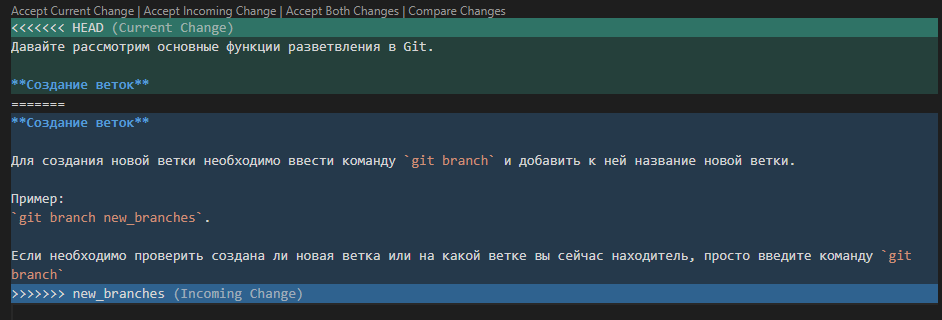 Accept Current Change | Accept Incoming Change | Accept Both Changes | Compare Changes
<<<<<<< HEAD (Current Change)
Давайте рассмотрим основные функции разветвления в Git.
**Создание веток**
=======
**Создание веток**
Для создания новой ветки необходимо ввести команду `git branch` и добавить к ней название новой ветки.
Пример:
`git branch new_branches`.
Если необходимо проверить создана ли новая ветка или на какой ветке вы сейчас находитель, просто введите команду `git
branch`
>>>>>>> new_branches (Incoming Change)